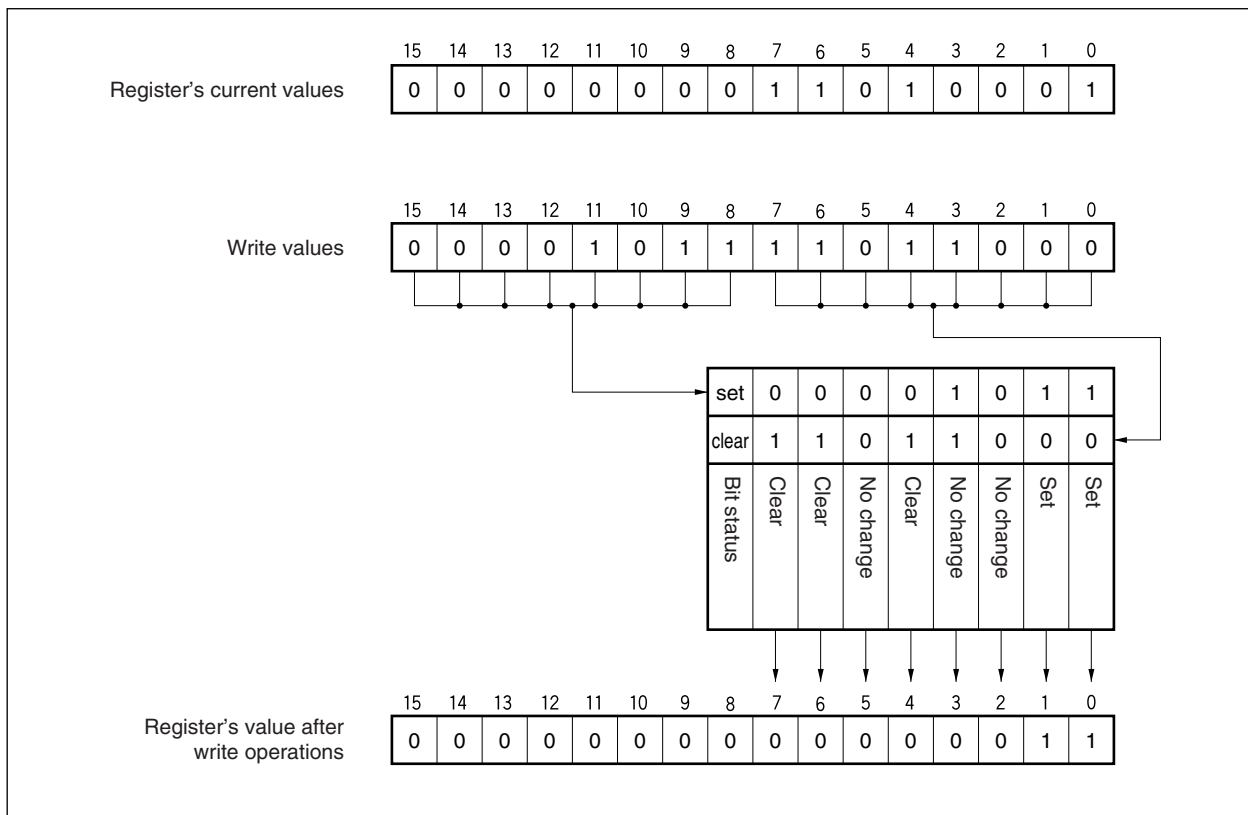 15 14 13 12 11 10 9 8 7 6 5 4 3 2 1 0
Register's current values 0 0 0 0 0 0 0 0 1 1 0 1 0 0 0 1
15 14 13 12 11 10 9 8 7 6 5 4 3 2 1 0
Write values 0 0 0 0 1 0 1 1 1 1 0 1 1 0 0 0
set 0 0 0 0 1 0 1 1
clear 1 1 0 1 1 0 0 0
Bit status Clear Clear No change Clear No change No change Set Set
15 14 13 12 11 10 9 8 7 6 5 4 3 2 1 0
Register's value after
write operations
0 0 0 0 0 0 0 0 0 0 0 0 0 0 1 1